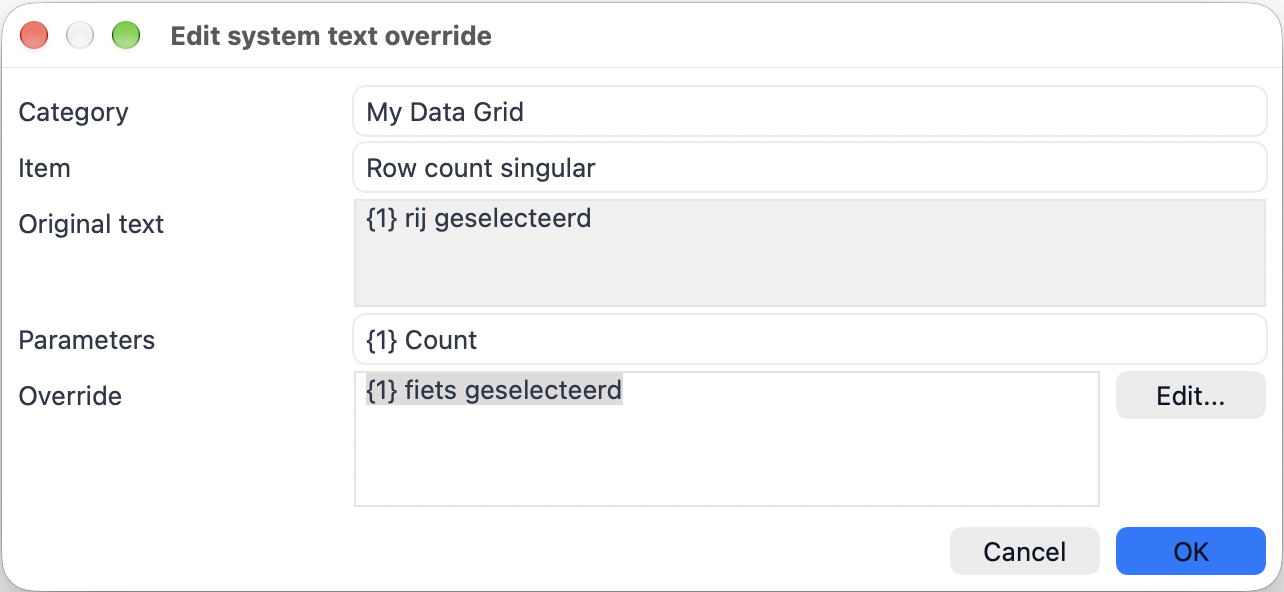 Edit system text override
Category
My Data Grid
Item
Row count singular
Original text
{1} rij geselecteerd
Parameters
{1} Count
Override
{1} fiets geselecteerd
Edit...
Cancel
OK